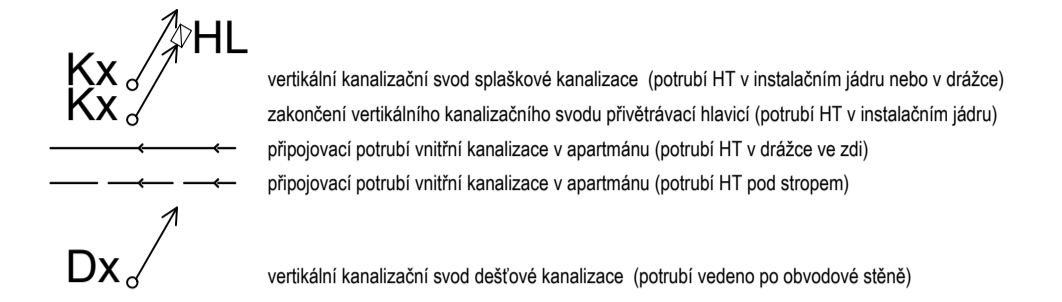 HL
Kx vertikální kanalizační svod splaškové kanalizace (potrubí HT v instalačním jádru nebo v drážce)
Kx zakončení vertikálního kanalizačního svodu přivětrávací hlavicí (potrubí HT v instalačním jádru)
připojovací potrubí vnitřní kanalizace v apartmánu (potrubí HT v drážce ve zdi)
připojovací potrubí vnitřní kanalizace v apartmánu (potrubí HT pod stropem)
Dx vertikální kanalizační svod dešťové kanalizace (potrubí vedeno po obvodové stěně)